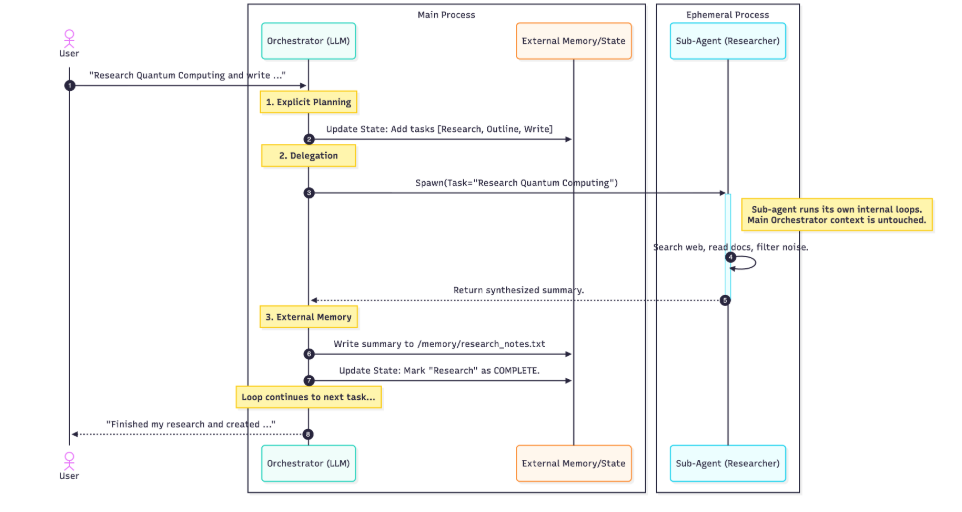 Main Process
Ephemeral Process
User
Orchestrator (LLM)
External Memory/State
Sub-Agent (Researcher)
1
"Research Quantum Computing and write ..."
1. Explicit Planning
2
Update State: Add tasks [Research, Outline, Write]
2. Delegation
3
Spawn(Task="Research Quantum Computing")
Sub-agent runs its own internal loops.
Main Orchestrator context is untouched.
4
Search web, read docs, filter noise.
5
Return synthesized summary.
3. External Memory
6
Write summary to /memory/research_notes.txt
7
Update State: Mark "Research" as COMPLETE.
Loop continues to next task...
8
"Finished my research and created ..."
User
Orchestrator (LLM)
External Memory/State
Sub-Agent (Researcher)